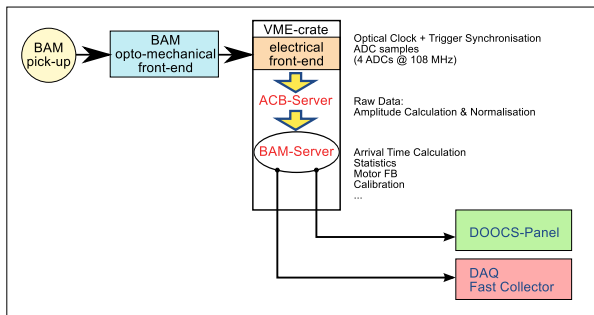 BAM
pick-up
BAM
opto-mechanical
front-end
VME-crate
electrical
front-end
Optical Clock + Trigger Synchronisation
ADC samples
(4 ADCs @ 108 MHz)
ACB-Server
Raw Data:
Amplitude Calculation & Normalisation
BAM-Server
Arrival Time Calculation
Statistics
Motor FB
Calibration
...
DOOCS-Panel
DAQ
Fast Collector